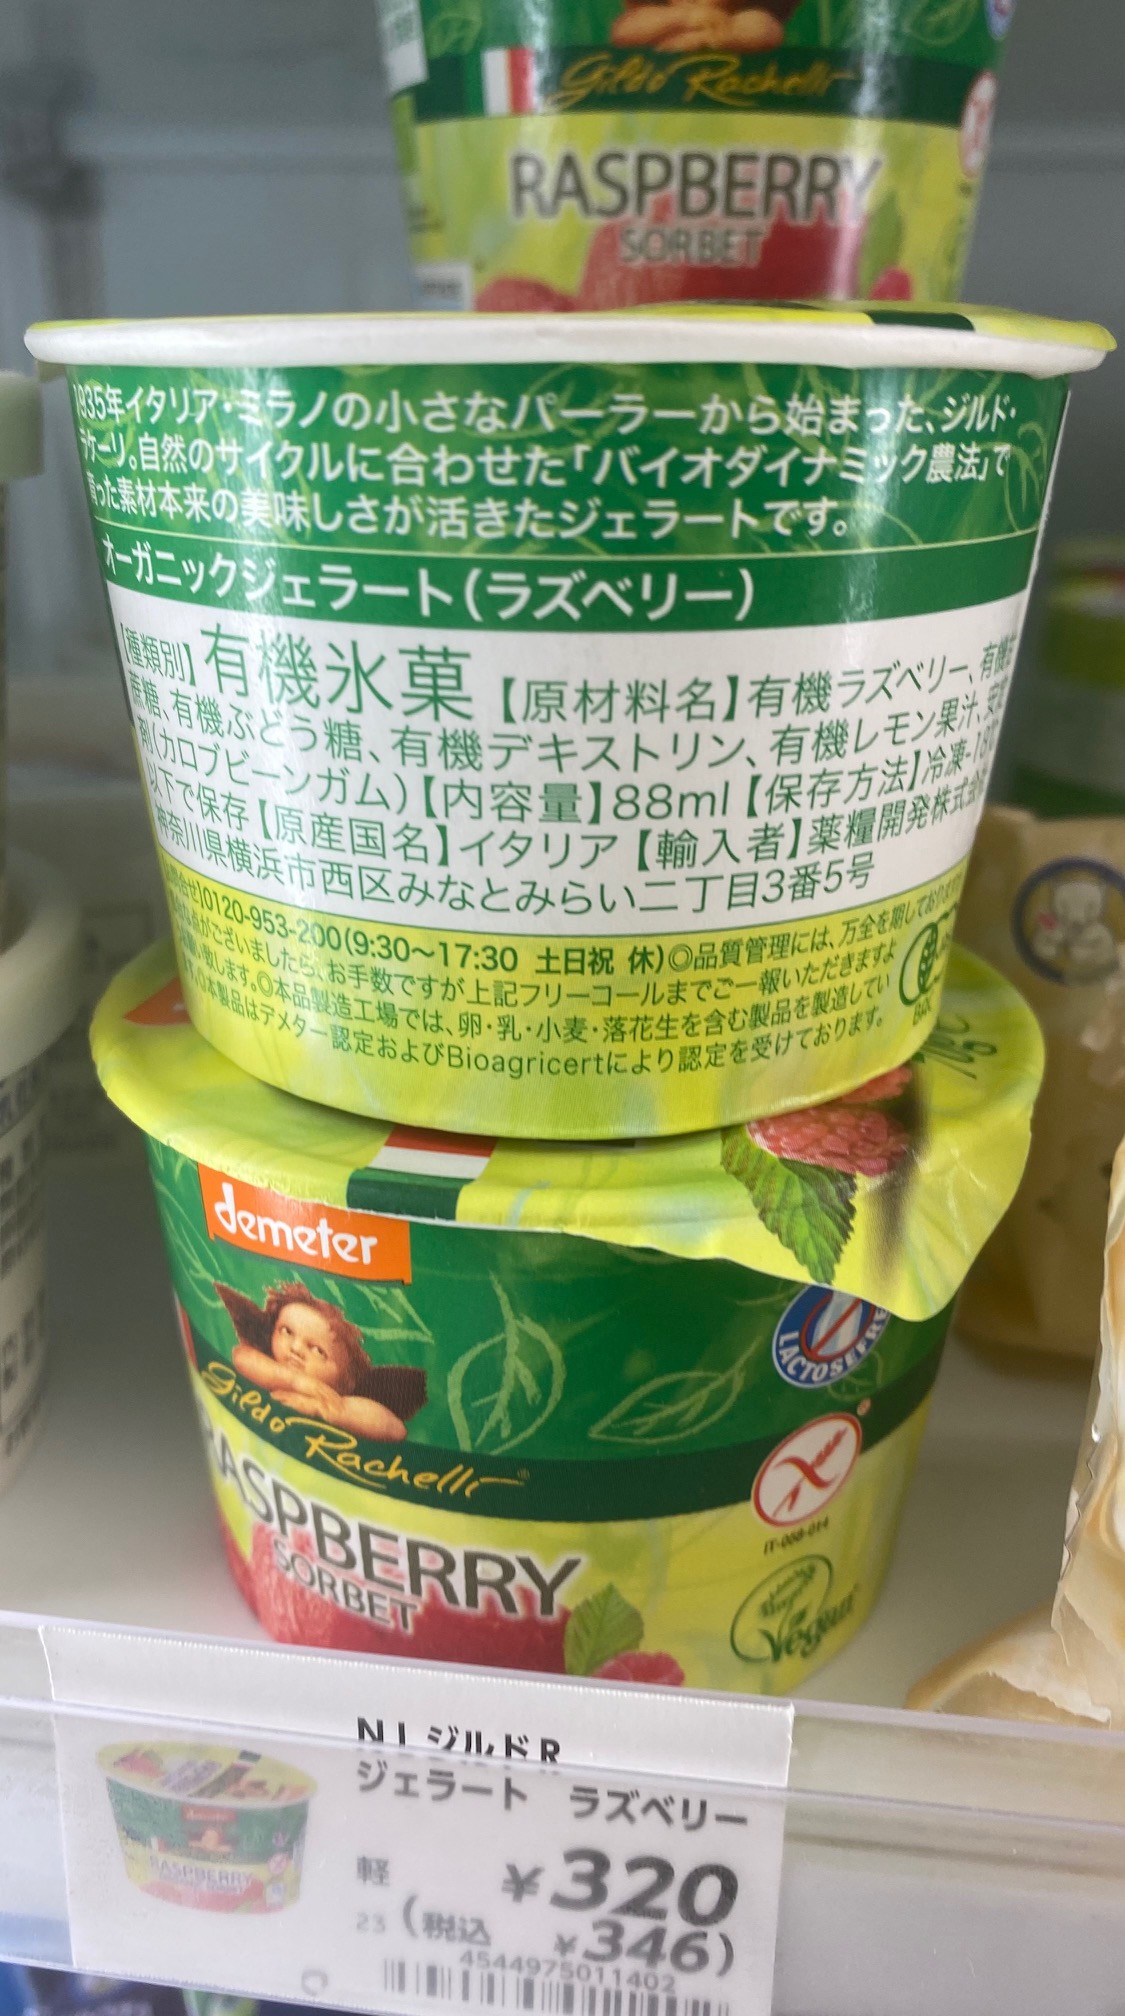 Gildo Rachelli
RASPBERRY
SORBET
1935年イタリア・ミラノの小さなパーラーから始まった、ジルド・
ラケーリ。自然のサイクルに合わせた「バイオダイナミック農法」で
育った素材本来の美味しさが活きたジェラートです。
オーガニックジェラート(ラズベリー)
【種類別】有機氷菓【原材料名】有機ラズベリー、有機
蔗糖、有機ぶどう糖、有機デキストリン、有機レモン果汁、安定
剤(カロブビーンガム)【内容量】88ml【保存方法】冷凍-18
以下で保存【原産国名】イタリア【輸入者】薬糧開発株式会
神奈川県横浜市西区みなとみらい二丁目3番5号
0120-953-200(9:30〜17:30 土日祝 休)◎品質管理には、万全を期しており
がございましたら、お手数ですが上記フリーコールまでご一報いただきますよ
お願い致します。◎本品製造工場では、卵・乳・小麦・落花生を含む製品を製造してい
本製品はデメター認定およびBioagricertにより認定を受けております。
70g
demeter
LACTOSEFRE
Gildo Rachelli
ASPBERRY
SORBET
IT-008-014
Vegan
NLジルドR
ジェラート ラズベリー
軽 ¥320
23 (税込 ¥346)
4544975011402
RASPBERRY